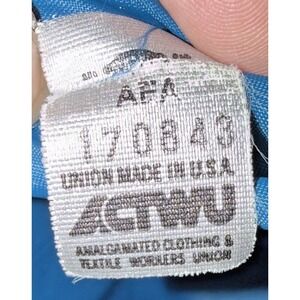 AFA
170843
UNION MADE IN U.S.A
ACTWU
AMALGAMATED CLOTHING &
TEXTILE WORKERS UNION